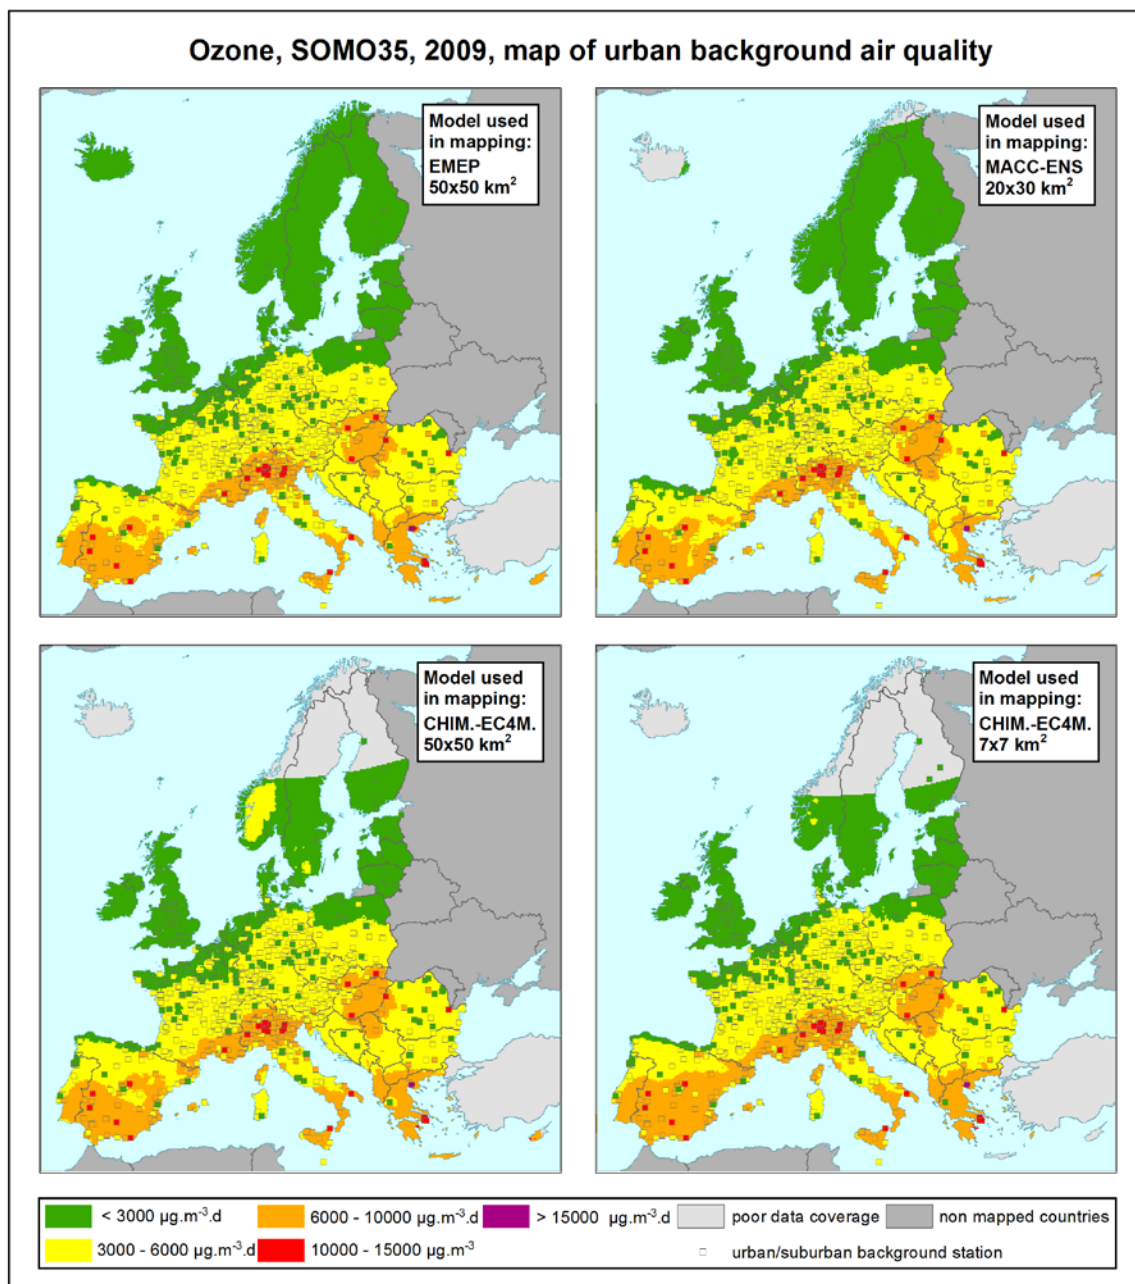 Ozone, SOMO35, 2009, map of urban background air quality
Model used
in mapping:
EMEP
50x50 km²
Model used
in mapping:
MACC-ENS
20x30 km²
Model used
in mapping:
CHIM.-EC4M.
50x50 km²
Model used
in mapping:
CHIM.-EC4M.
7x7 km²
< 3000 µg.m⁻³.d
6000 - 10000 µg.m⁻³.d
> 15000 µg.m⁻³.d
poor data coverage
non mapped countries
3000 - 6000 µg.m⁻³.d
10000 - 15000 µg.m⁻³
urban/suburban background station